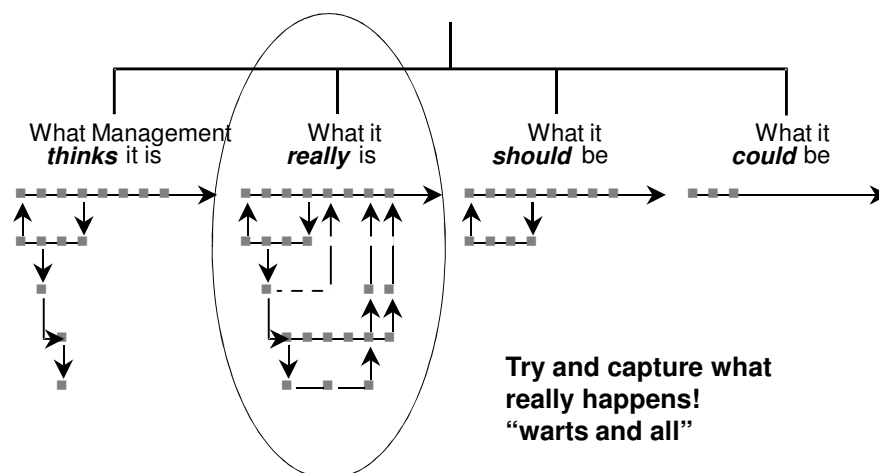 What Management
thinks it is
What it
really is
What it
should be
What it
could be
Try and capture what
really happens!
“warts and all”